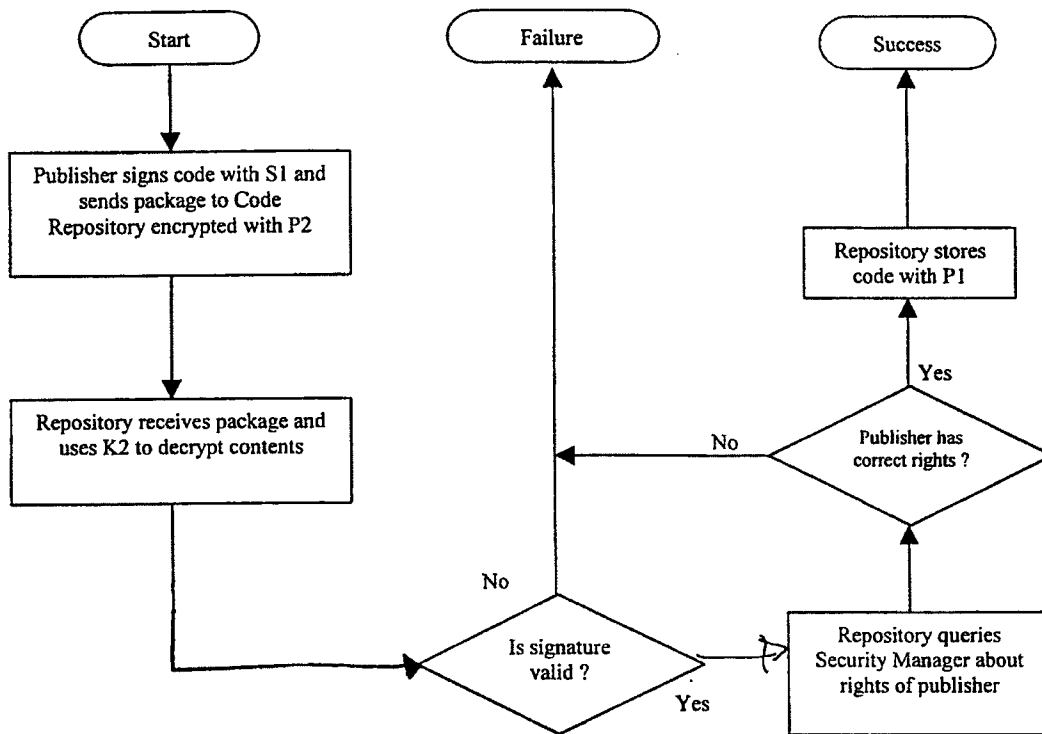 Start
Publisher signs code with S1 and
sends package to Code
Repository encrypted with P2
Repository receives package and
uses K2 to decrypt contents
Is signature
valid ?
No
Yes
Failure
Repository queries
Security Manager about
rights of publisher
Publisher has
correct rights ?
No
Yes
Repository stores
code with P1
Success